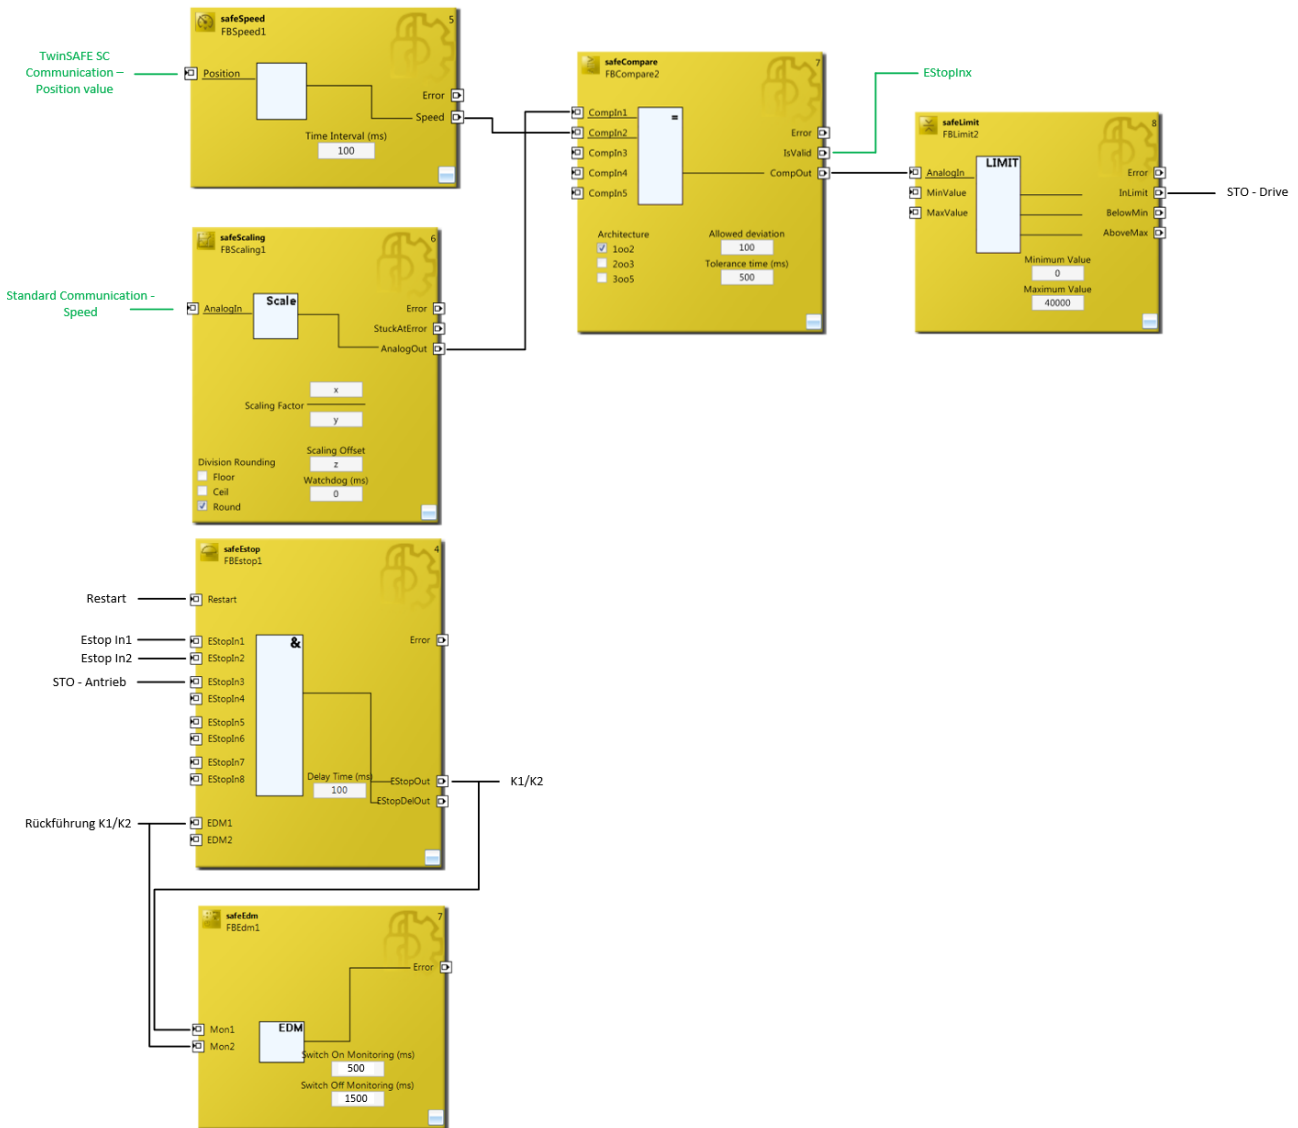 safeSpeed
FBSpeed1
5
TwinSAFE SC
Communication –
Position value
Position
Error
Speed
Time Interval (ms)
100
safeCompare
FBCompare2
7
CompIn1
CompIn2
CompIn3
CompIn4
CompIn5
=
Error
IsValid
CompOut
Architecture
1oo2
2oo3
3oo5
Allowed deviation
100
Tolerance time (ms)
500
EStopInx
safeLimit
FBLimit2
8
AnalogIn
MinValue
MaxValue
LIMIT
Error
InLimit
BelowMin
AboveMax
Minimum Value
0
Maximum Value
40000
STO - Drive
safeScaling
FBScaling1
6
Standard Communication -
Speed
AnalogIn
Scale
Error
StuckAtError
AnalogOut
Scaling Factor
x
y
Scaling Offset
z
Watchdog (ms)
0
Division Rounding
Floor
Ceil
Round
safeEstop
FBEstop1
4
Restart
Restart
Estop In1
EStopIn1
Estop In2
EStopIn2
STO - Antrieb
EStopIn3
EStopIn4
EStopIn5
EStopIn6
EStopIn7
EStopIn8
&
Error
Delay Time (ms)
100
EStopOut
EStopDelOut
K1/K2
Rückführung K1/K2
EDM1
EDM2
safeEdm
FBEdm1
7
Error
Mon1
Mon2
EDM
Switch On Monitoring (ms)
500
Switch Off Monitoring (ms)
1500